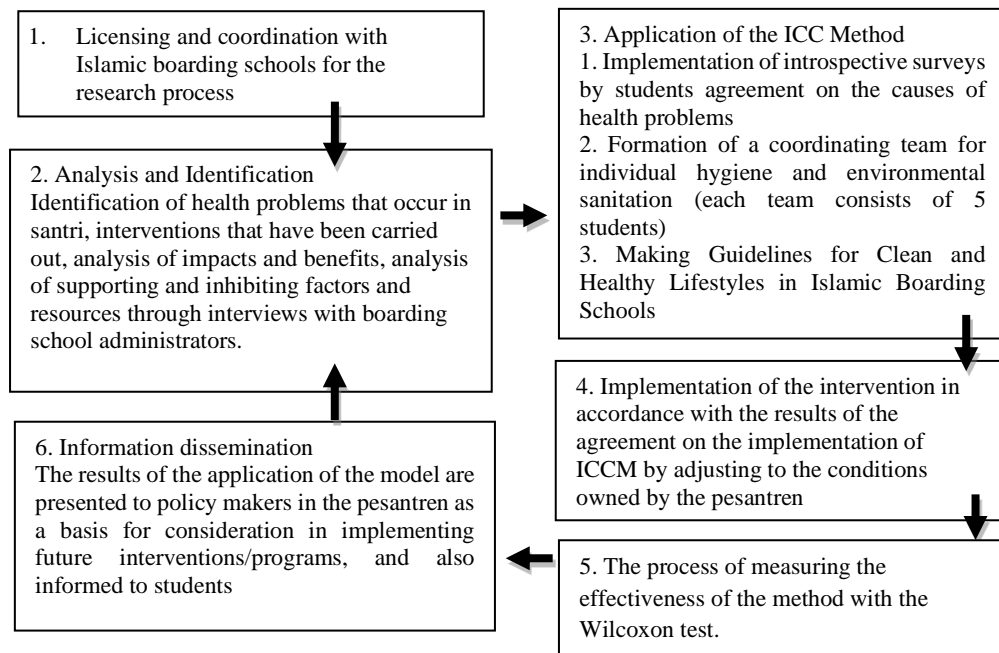 1. Licensing and coordination with
Islamic boarding schools for the
research process
2. Analysis and Identification
Identification of health problems that occur in
santri, interventions that have been carried
out, analysis of impacts and benefits, analysis
of supporting and inhibiting factors and
resources through interviews with boarding
school administrators.
3. Application of the ICC Method
1. Implementation of introspective surveys
by students agreement on the causes of
health problems
2. Formation of a coordinating team for
individual hygiene and environmental
sanitation (each team consists of 5
students)
3. Making Guidelines for Clean and
Healthy Lifestyles in Islamic Boarding
Schools
4. Implementation of the intervention in
accordance with the results of the
agreement on the implementation of
ICCM by adjusting to the conditions
owned by the pesantren
5. The process of measuring the
effectiveness of the method with the
Wilcoxon test.
6. Information dissemination
The results of the application of the model are
presented to policy makers in the pesantren as
a basis for consideration in implementing
future interventions/programs, and also
informed to students